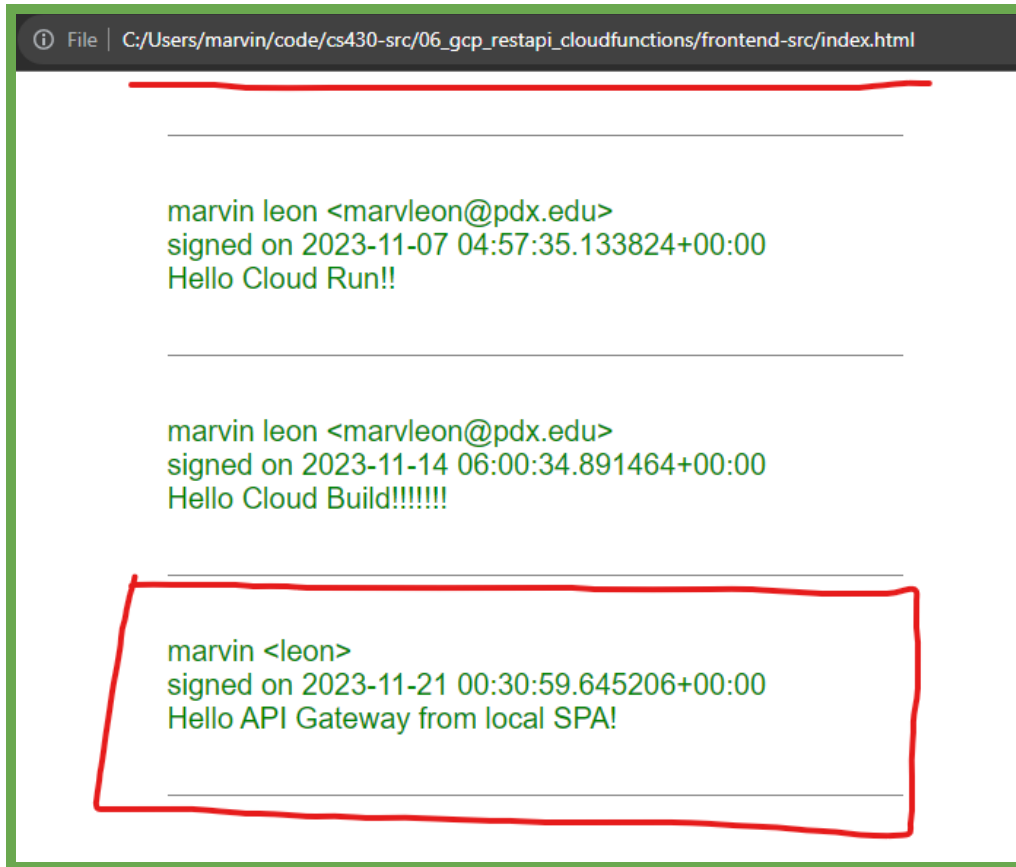 File C:/Users/marvin/code/cs430-src/06_gcp_restapi_cloudfunctions/frontend-src/index.html
marvin leon <marvleon@pdx.edu>
signed on 2023-11-07 04:57:35.133824+00:00
Hello Cloud Run!!
marvin leon <marvleon@pdx.edu>
signed on 2023-11-14 06:00:34.891464+00:00
Hello Cloud Build!!!!!!!
marvin <leon>
signed on 2023-11-21 00:30:59.645206+00:00
Hello API Gateway from local SPA!